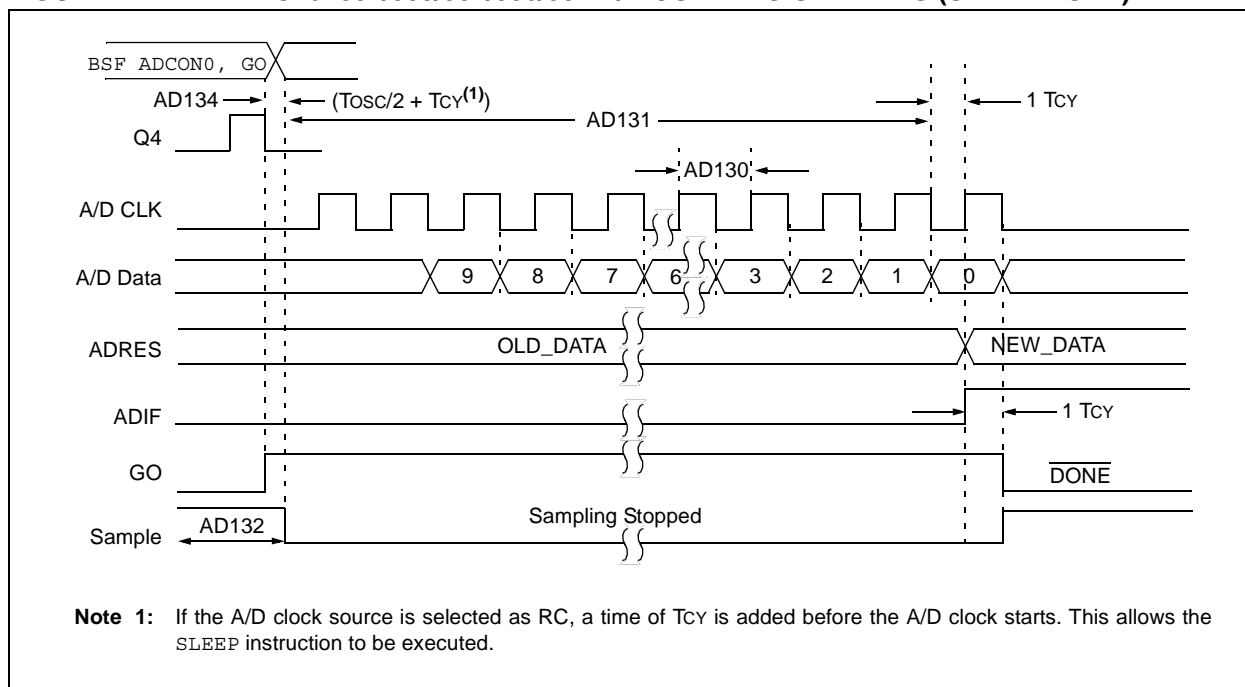 BSF ADCON0, GO
AD134
(TOSC/2 + TCY(1))
1 TCY
AD131
Q4
AD130
A/D CLK
A/D Data
9 8 7 6 3 2 1 0
ADRES
OLD_DATA
NEW_DATA
ADIF
1 TCY
GO
DONE
Sample
AD132
Sampling Stopped
Note 1: If the A/D clock source is selected as RC, a time of TCY is added before the A/D clock starts. This allows the
SLEEP instruction to be executed.